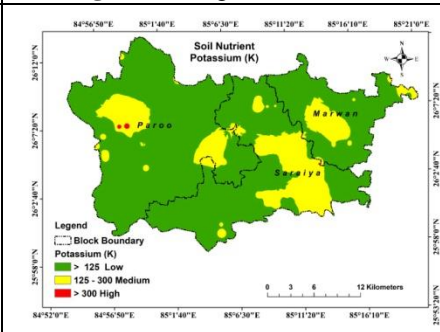 84°56'50"E 85°1'40"E 85°6'30"E 85°11'20"E 85°16'10"E 85°21'0"E
Soil Nutrient
Potassium (K)
N
W E
S
26°12'0"N
26°7'20"N
26°2'40"N
25°58'0"N
Paroo
Marwan
Saraiya
26°7'20"N
26°2'40"N
25°58'0"N
25°53'20"N
Legend
Block Boundary
Potassium (K)
> 125 Low
125 - 300 Medium
> 300 High
0 3 6 12 Kilometers
84°52'0"E 84°56'50"E 85°1'40"E 85°6'30"E 85°11'20"E 85°16'10"E